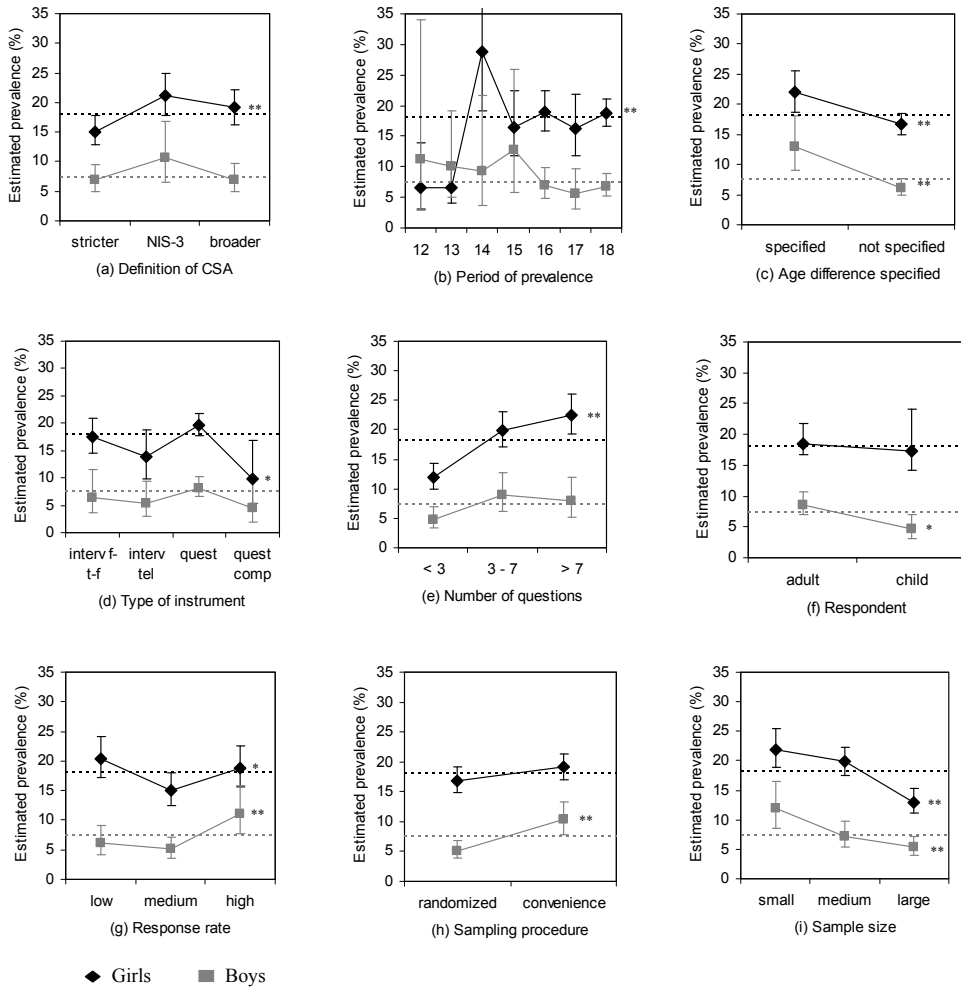 Estimated prevalence (%)
35
30
25
20
15
10
5
0
**
stricter NIS-3 broader
(a) Definition of CSA
Estimated prevalence (%)
35
30
25
20
15
10
5
0
**
12 13 14 15 16 17 18
(b) Period of prevalence
Estimated prevalence (%)
35
30
25
20
15
10
5
0
**
**
specified not specified
(c) Age difference specified
Estimated prevalence (%)
35
30
25
20
15
10
5
0
*
interv f- interv quest quest
t-f tel comp
(d) Type of instrument
Estimated prevalence (%)
35
30
25
20
15
10
5
0
**
< 3 3 - 7 > 7
(e) Number of questions
Estimated prevalence (%)
35
30
25
20
15
10
5
0
*
adult child
(f) Respondent
Estimated prevalence (%)
35
30
25
20
15
10
5
0
*
**
low medium high
(g) Response rate
Estimated prevalence (%)
35
30
25
20
15
10
5
0
**
randomized convenience
(h) Sampling procedure
Estimated prevalence (%)
35
30
25
20
15
10
5
0
**
**
small medium large
(i) Sample size
Girls Boys